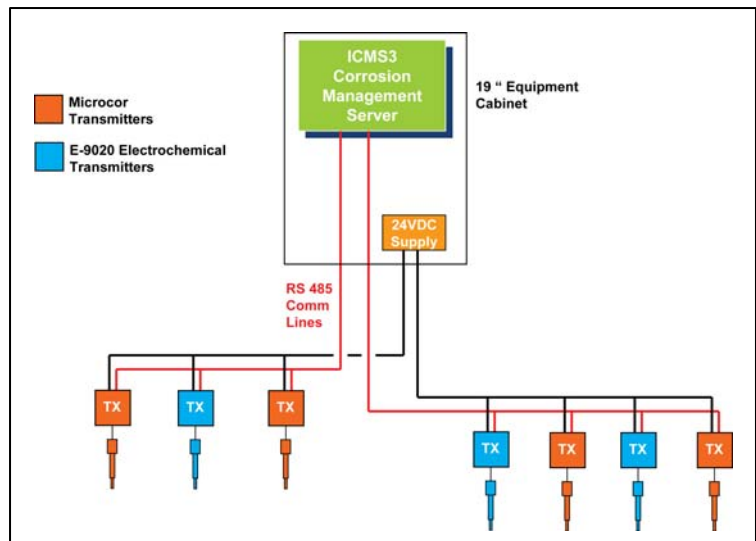 ICMS3
Corrosion
Management
Server
19 “ Equipment
Cabinet
Microcor
Transmitters
E-9020 Electrochemical
Transmitters
24VDC
Supply
RS 485
Comm
Lines
TX
TX
TX
TX
TX
TX
TX